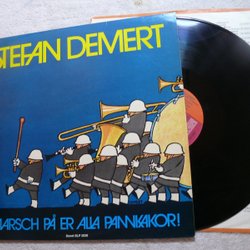 STEFAN DEMERT
MARSCH PÅ ER ALLA PANNKAKOR!